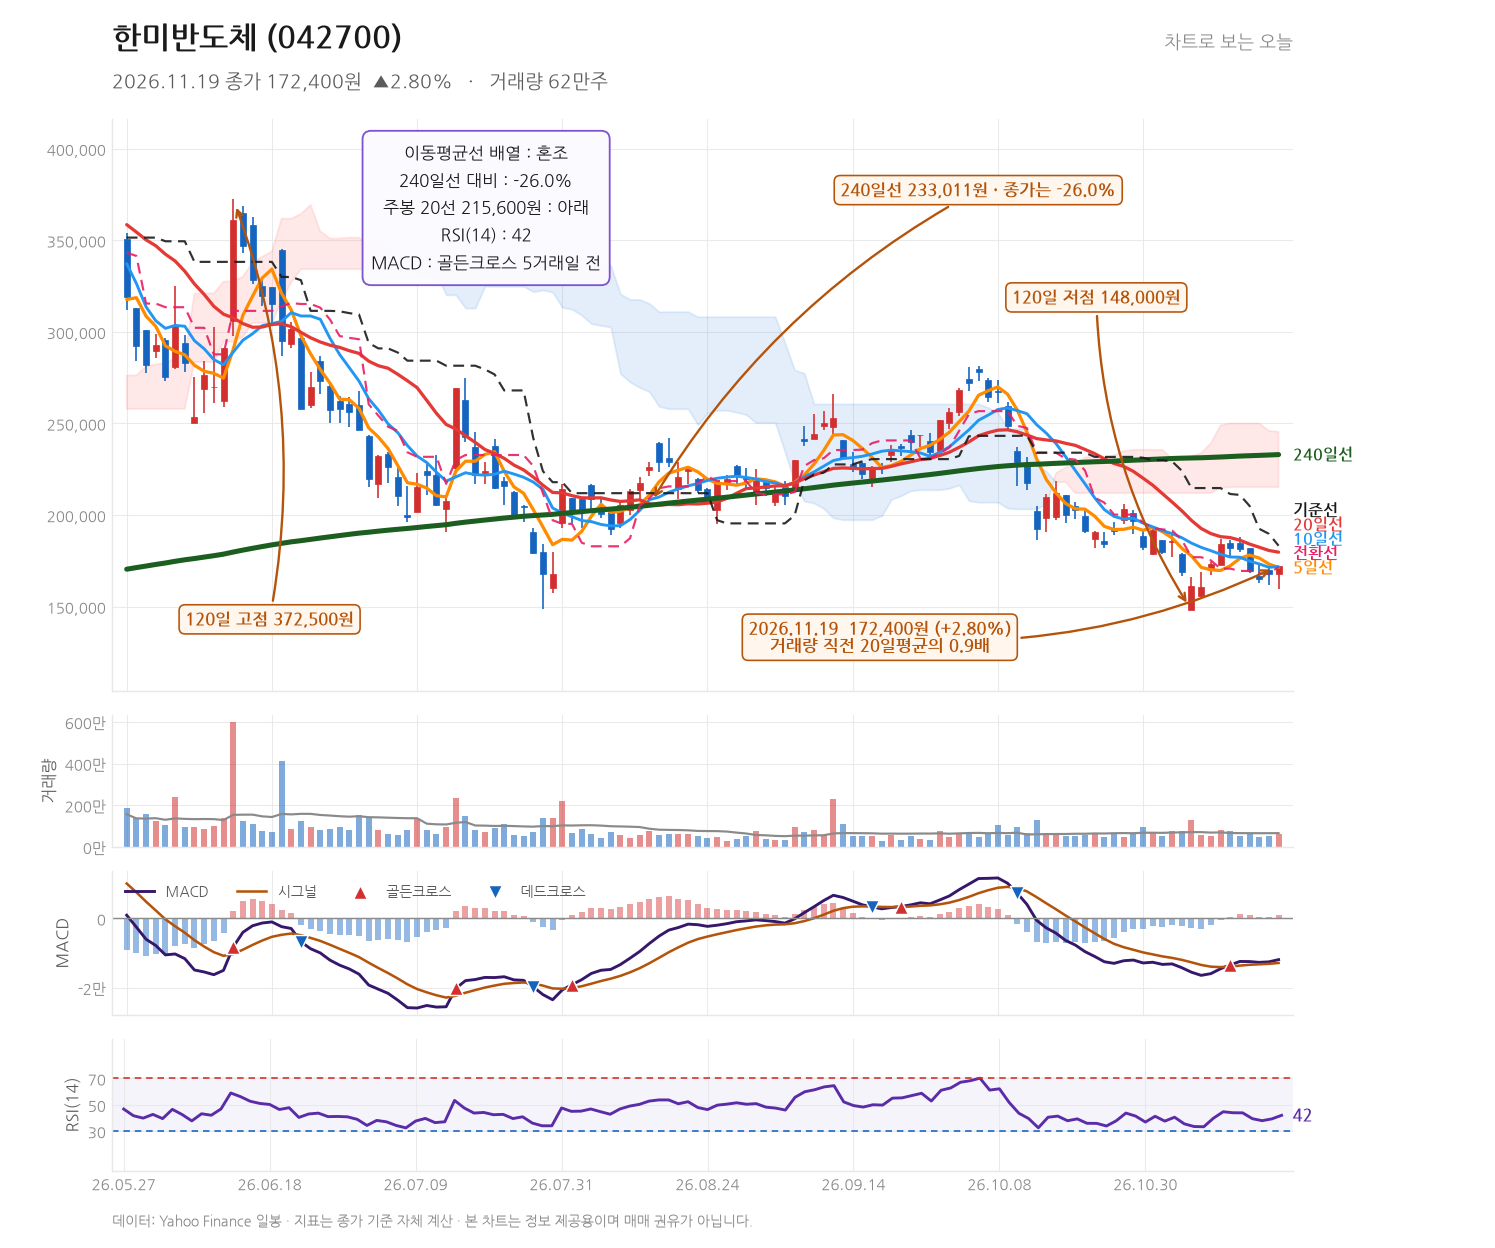 한미반도체 (042700)
차트로 보는 오늘
2026.11.19 종가 172,400원 ▲2.80% · 거래량 62만주
이동평균선 배열 : 혼조
240일선 대비 : -26.0%
주봉 20선 215,600원 : 아래
RSI(14) : 42
MACD : 골든크로스 5거래일 전
240일선 233,011원 · 종가는 -26.0%
120일 저점 148,000원
120일 고점 372,500원
2026.11.19 172,400원 (+2.80%)
거래량 직전 20일평균의 0.9배
400,000
350,000
300,000
250,000
200,000
150,000
240일선
기준선
20일선
10일선
전환선
5일선
거래량
600만
400만
200만
0만
MACD
MACD 시그널 골든크로스 데드크로스
0
-2만
RSI(14)
70
50
30
42
26.05.27 26.06.18 26.07.09 26.07.31 26.08.24 26.09.14 26.10.08 26.10.30
데이터: Yahoo Finance 일봉 · 지표는 종가 기준 자체 계산 · 본 차트는 정보 제공용이며 매매 권유가 아닙니다.